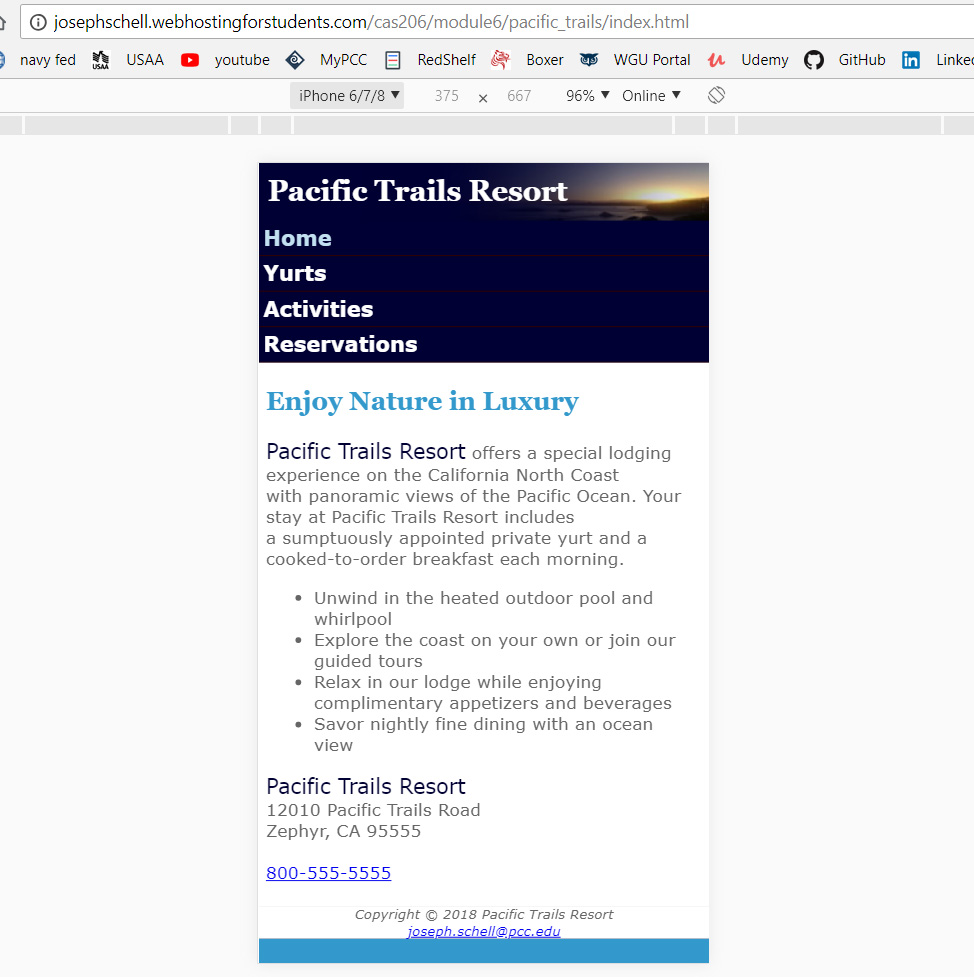 josephschell.webhostingforstudents.com/cas206/module6/pacific_trails/index.html
navy fed USAA USAA youtube MyPCC RedShelf Boxer WGU Portal Udemy GitHub in Linke
iPhone 6/7/8 ▼ 375 × 667 96% ▼ Online ▼
Pacific Trails Resort
Home
Yurts
Activities
Reservations
Enjoy Nature in Luxury
Pacific Trails Resort offers a special lodging
experience on the California North Coast
with panoramic views of the Pacific Ocean. Your
stay at Pacific Trails Resort includes
a sumptuously appointed private yurt and a
cooked-to-order breakfast each morning.
• Unwind in the heated outdoor pool and
whirlpool
• Explore the coast on your own or join our
guided tours
• Relax in our lodge while enjoying
complimentary appetizers and beverages
• Savor nightly fine dining with an ocean
view
Pacific Trails Resort
12010 Pacific Trails Road
Zephyr, CA 95555
800-555-5555
Copyright © 2018 Pacific Trails Resort
joseph.schell@pcc.edu